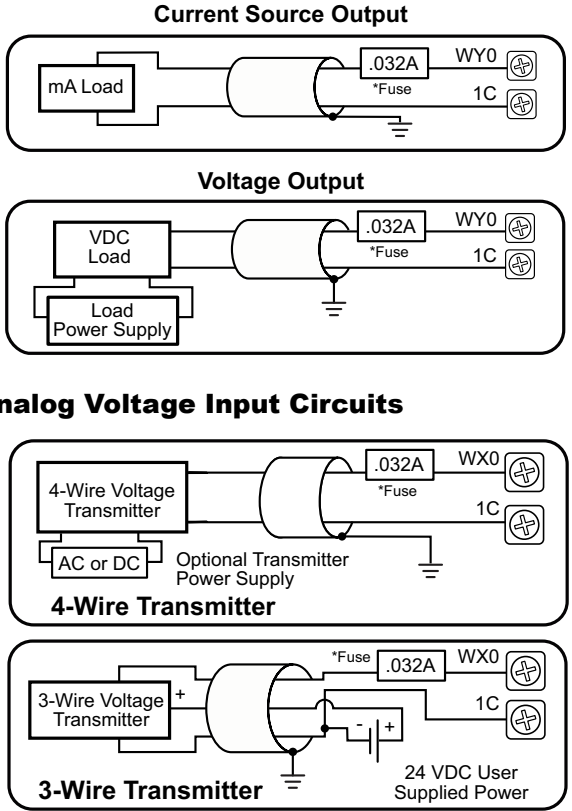 Current Source Output
mA Load
.032A
*Fuse
WY0
1C
Voltage Output
VDC
Load
Load
Power Supply
.032A
*Fuse
WY0
1C
nalog Voltage Input Circuits
4-Wire Voltage
Transmitter
AC or DC
Optional Transmitter
Power Supply
4-Wire Transmitter
.032A
*Fuse
WX0
1C
3-Wire Voltage
Transmitter
+
*Fuse
.032A
WX0
1C
- +
3-Wire Transmitter
24 VDC User
Supplied Power